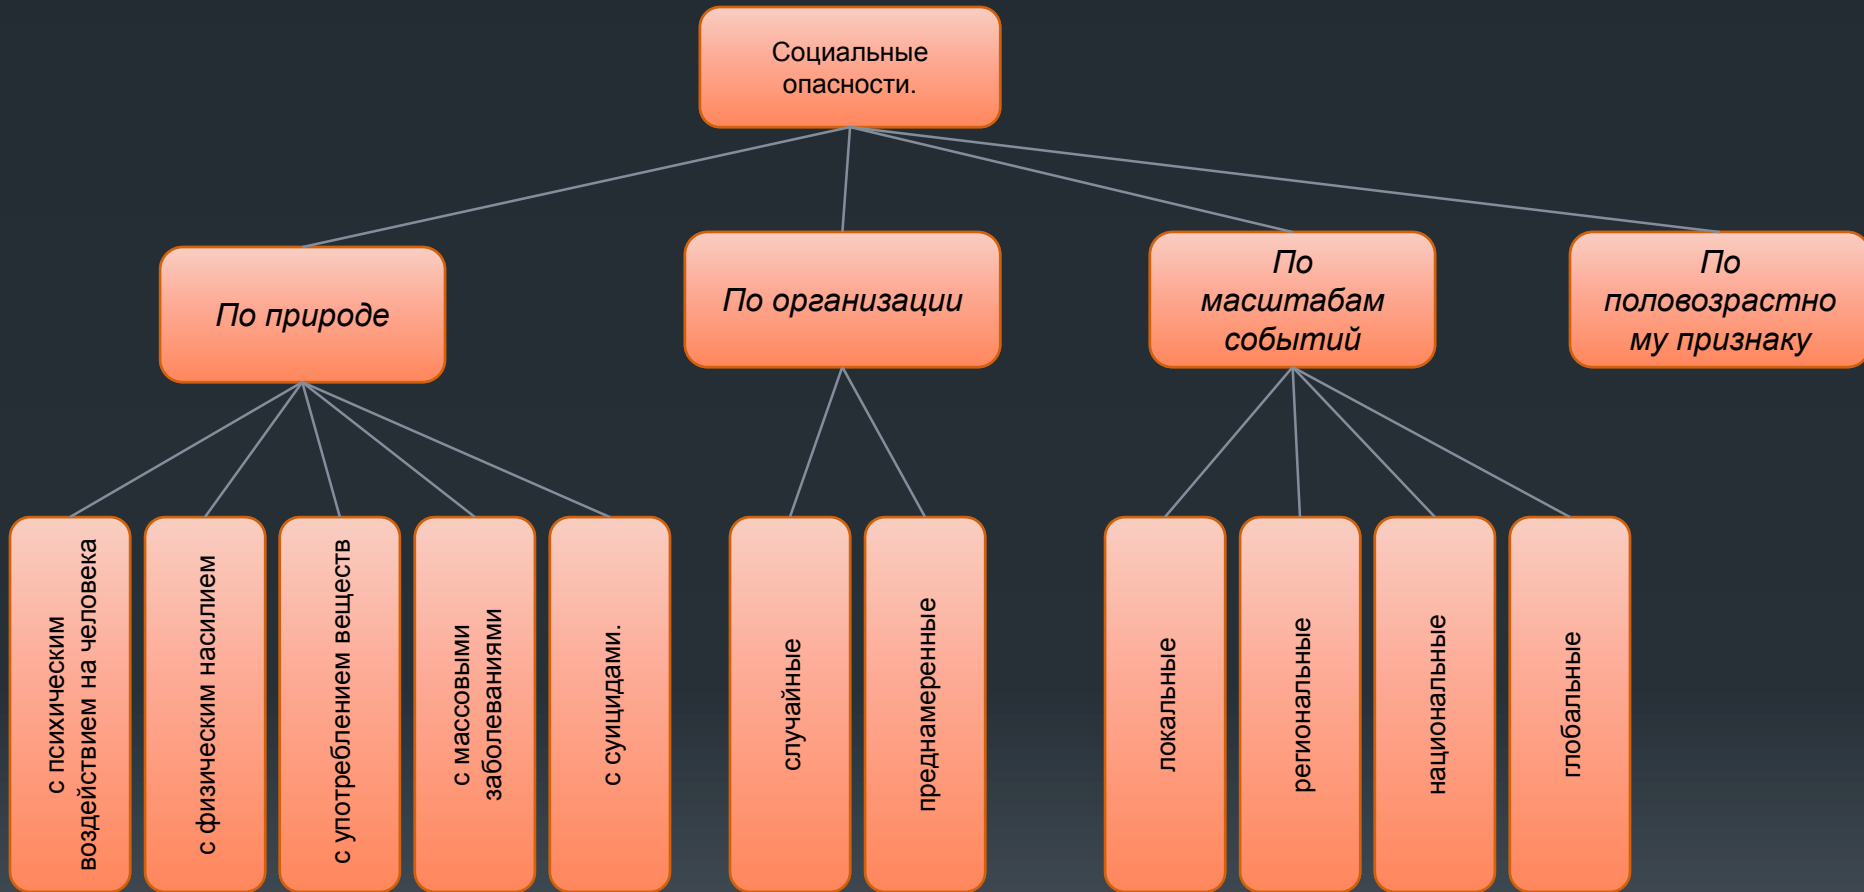 Социальные
опасности.
По природе
По организации
По
масштабам
событий
По
половозрастно
му признаку
с психическим
воздействием на человека
с физическим насилием
с употреблением веществ
с массовыми
заболеваниями
с суицидами.
случайные
преднамеренные
локальные
региональные
национальные
глобальные